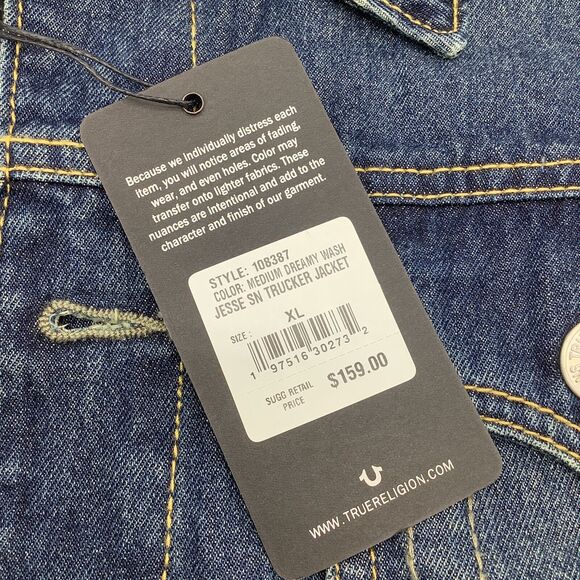 Because we individually distress each
item, you will notice areas of fading,
wear, and even holes. Color may
transfer onto lighter fabrics. These
nuances are intentional and add to the
character and finish of our garment.
STYLE: 108387
COLOR: MEDIUM DREAMY WASH
JESSE SN TRUCKER JACKET
SIZE : XL
1 97516 30273 2
SUGG RETAIL
PRICE $159.00
WWW.TRUERELIGION.COM